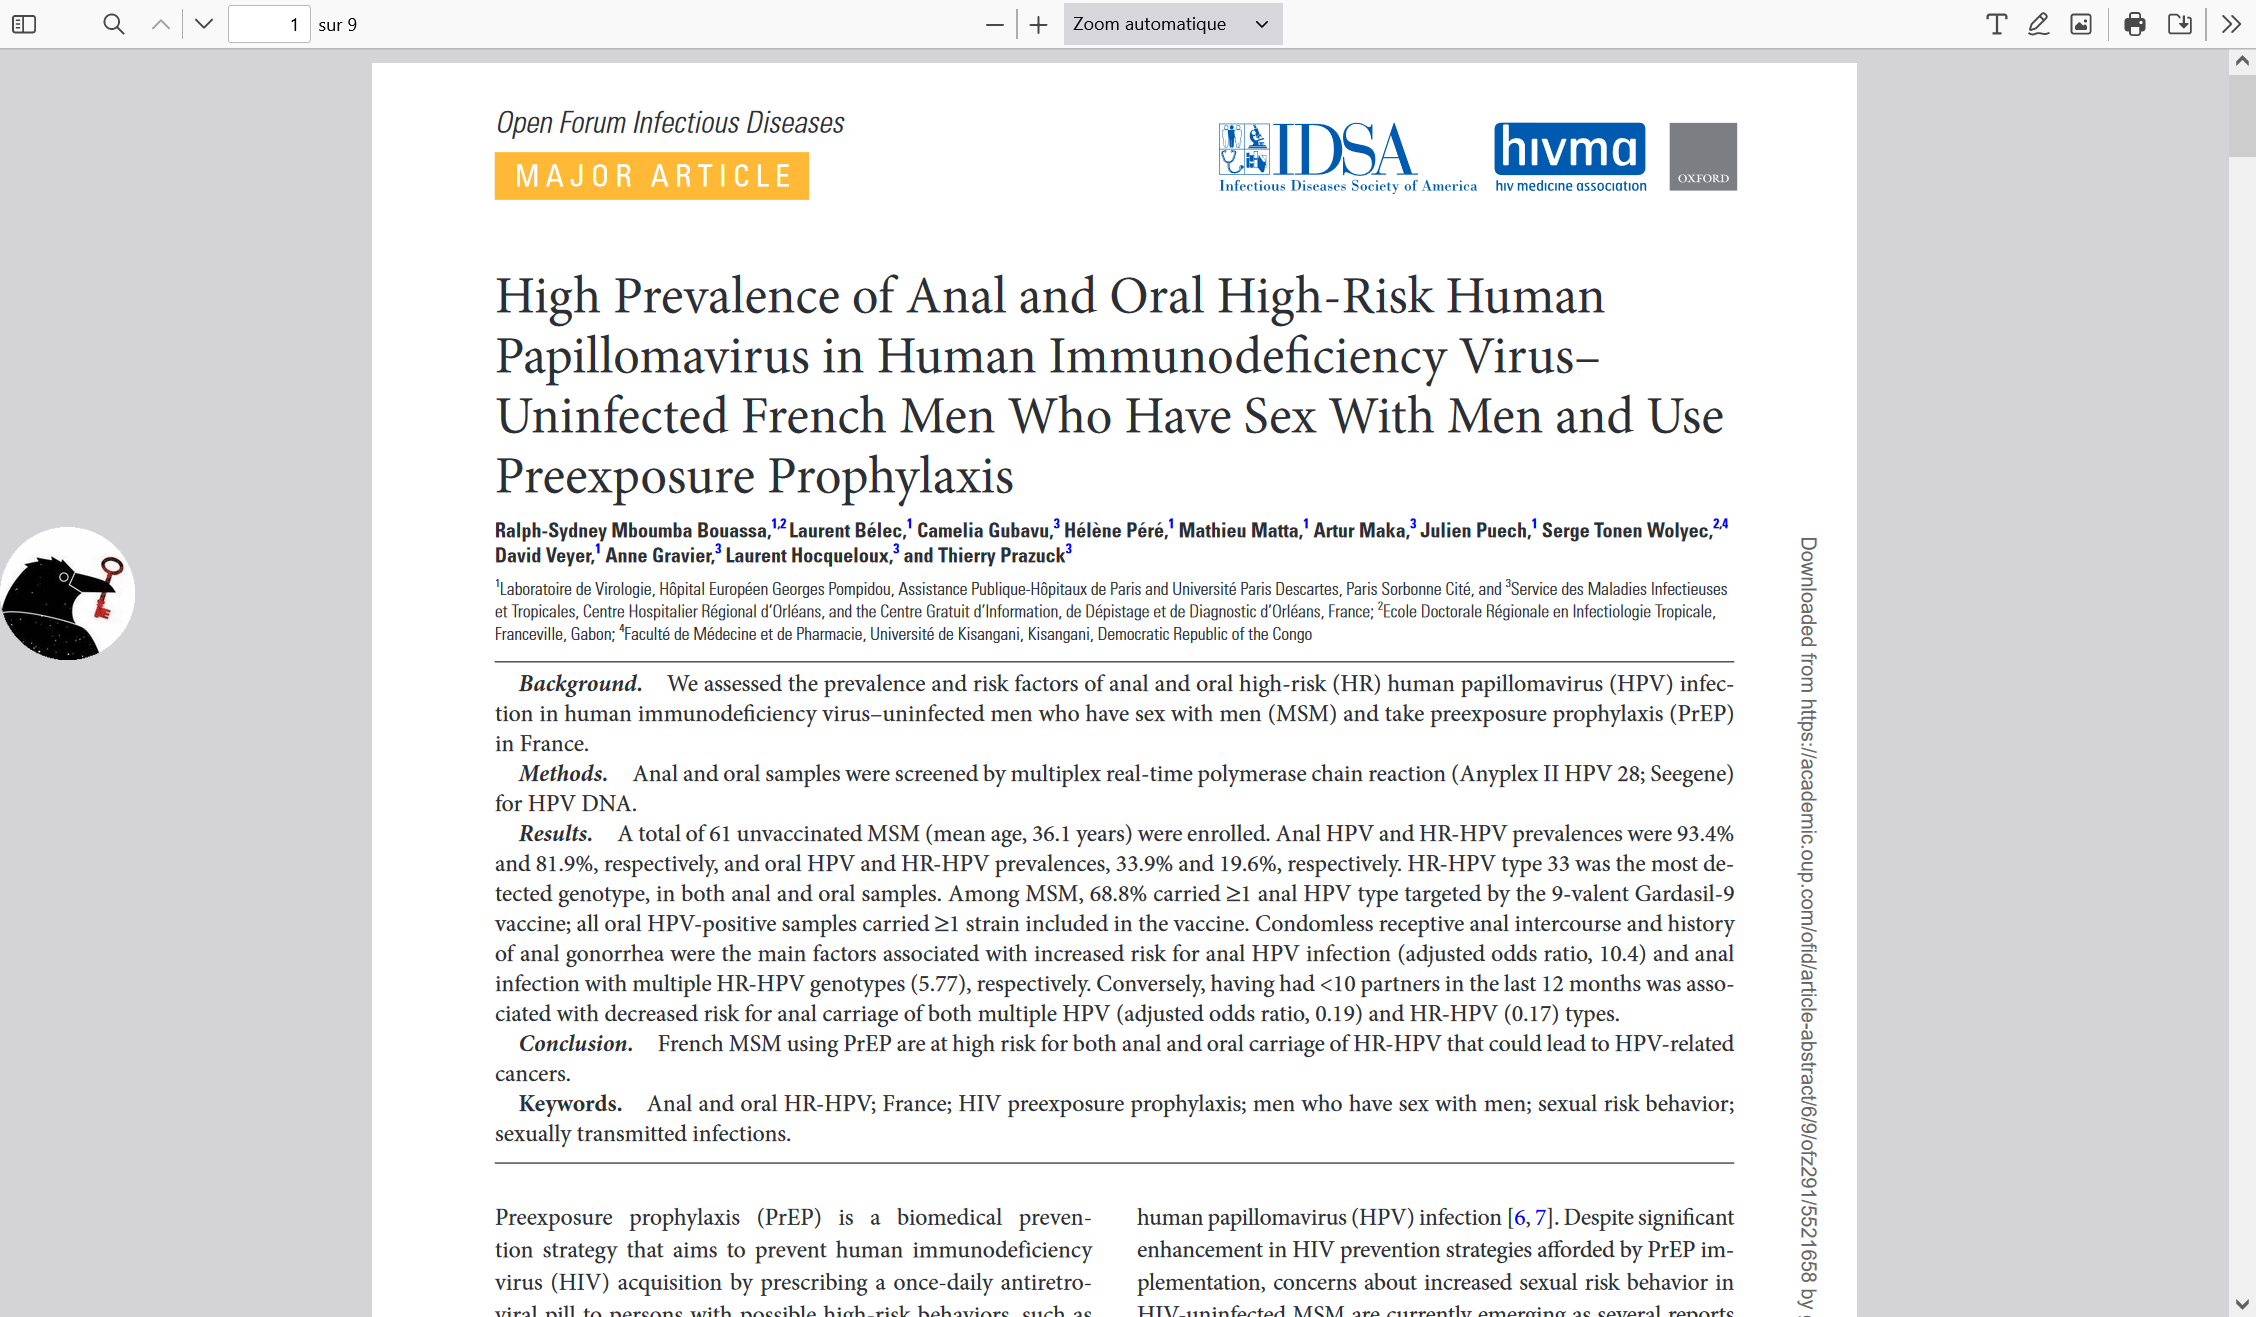 1 sur 9
Zoom automatique
Open Forum Infectious Diseases
MAJOR ARTICLE
IDSA
Infectious Diseases Society of America
hivma
hiv medicine association
OXFORD
High Prevalence of Anal and Oral High-Risk Human
Papillomavirus in Human Immunodeficiency Virus–
Uninfected French Men Who Have Sex With Men and Use
Preexposure Prophylaxis
Ralph-Sydney Mboumba Bouassa,1,2 Laurent Bélec,1 Camelia Gubavu,3 Hélène Péré,1 Mathieu Matta,1 Artur Maka,3 Julien Puech,1 Serge Tonen Wolyec,2,4
David Veyer,1 Anne Gravier,3 Laurent Hocqueloux,3 and Thierry Prazuck3
1Laboratoire de Virologie, Hôpital Européen Georges Pompidou, Assistance Publique-Hôpitaux de Paris and Université Paris Descartes, Paris Sorbonne Cité, and 3Service des Maladies Infectieuses
et Tropicales, Centre Hospitalier Régional d’Orléans, and the Centre Gratuit d’Information, de Dépistage et de Diagnostic d’Orléans, France; 2Ecole Doctorale Régionale en Infectiologie Tropicale,
Franceville, Gabon; 4Faculté de Médecine et de Pharmacie, Université de Kisangani, Kisangani, Democratic Republic of the Congo
Background. We assessed the prevalence and risk factors of anal and oral high-risk (HR) human papillomavirus (HPV) infec-
tion in human immunodeficiency virus–uninfected men who have sex with men (MSM) and take preexposure prophylaxis (PrEP)
in France.
Methods. Anal and oral samples were screened by multiplex real-time polymerase chain reaction (Anyplex II HPV 28; Seegene)
for HPV DNA.
Results. A total of 61 unvaccinated MSM (mean age, 36.1 years) were enrolled. Anal HPV and HR-HPV prevalences were 93.4%
and 81.9%, respectively, and oral HPV and HR-HPV prevalences, 33.9% and 19.6%, respectively. HR-HPV type 33 was the most de-
tected genotype, in both anal and oral samples. Among MSM, 68.8% carried ≥1 anal HPV type targeted by the 9-valent Gardasil-9
vaccine; all oral HPV-positive samples carried ≥1 strain included in the vaccine. Condomless receptive anal intercourse and history
of anal gonorrhea were the main factors associated with increased risk for anal HPV infection (adjusted odds ratio, 10.4) and anal
infection with multiple HR-HPV genotypes (5.77), respectively. Conversely, having had <10 partners in the last 12 months was asso-
ciated with decreased risk for anal carriage of both multiple HPV (adjusted odds ratio, 0.19) and HR-HPV (0.17) types.
Conclusion. French MSM using PrEP are at high risk for both anal and oral carriage of HR-HPV that could lead to HPV-related
cancers.
Keywords. Anal and oral HR-HPV; France; HIV preexposure prophylaxis; men who have sex with men; sexual risk behavior;
sexually transmitted infections.
Preexposure prophylaxis (PrEP) is a biomedical preven-
tion strategy that aims to prevent human immunodeficiency
virus (HIV) acquisition by prescribing a once-daily antiretro-
viral pill to persons with possible high-risk behaviors, such as
human papillomavirus (HPV) infection [6, 7]. Despite significant
enhancement in HIV prevention strategies afforded by PrEP im-
plementation, concerns about increased sexual risk behavior in
HIV-uninfected MSM are currently emerging as several reports
Downloaded from https://academic.oup.com/ofid/article-abstract/6/9/ofz291/5521658 by